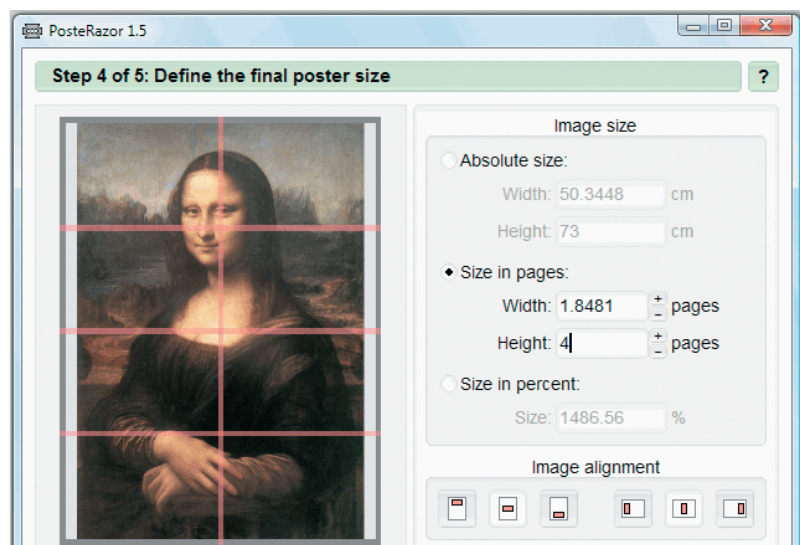 PosteRazor 1.5
Step 4 of 5: Define the final poster size
?
Image size
Absolute size:
Width: 50.3448 cm
Height: 73 cm
Size in pages:
Width: 1.8481 + − pages
Height: 4 + − pages
Size in percent:
Size: 1486.56 %
Image alignment